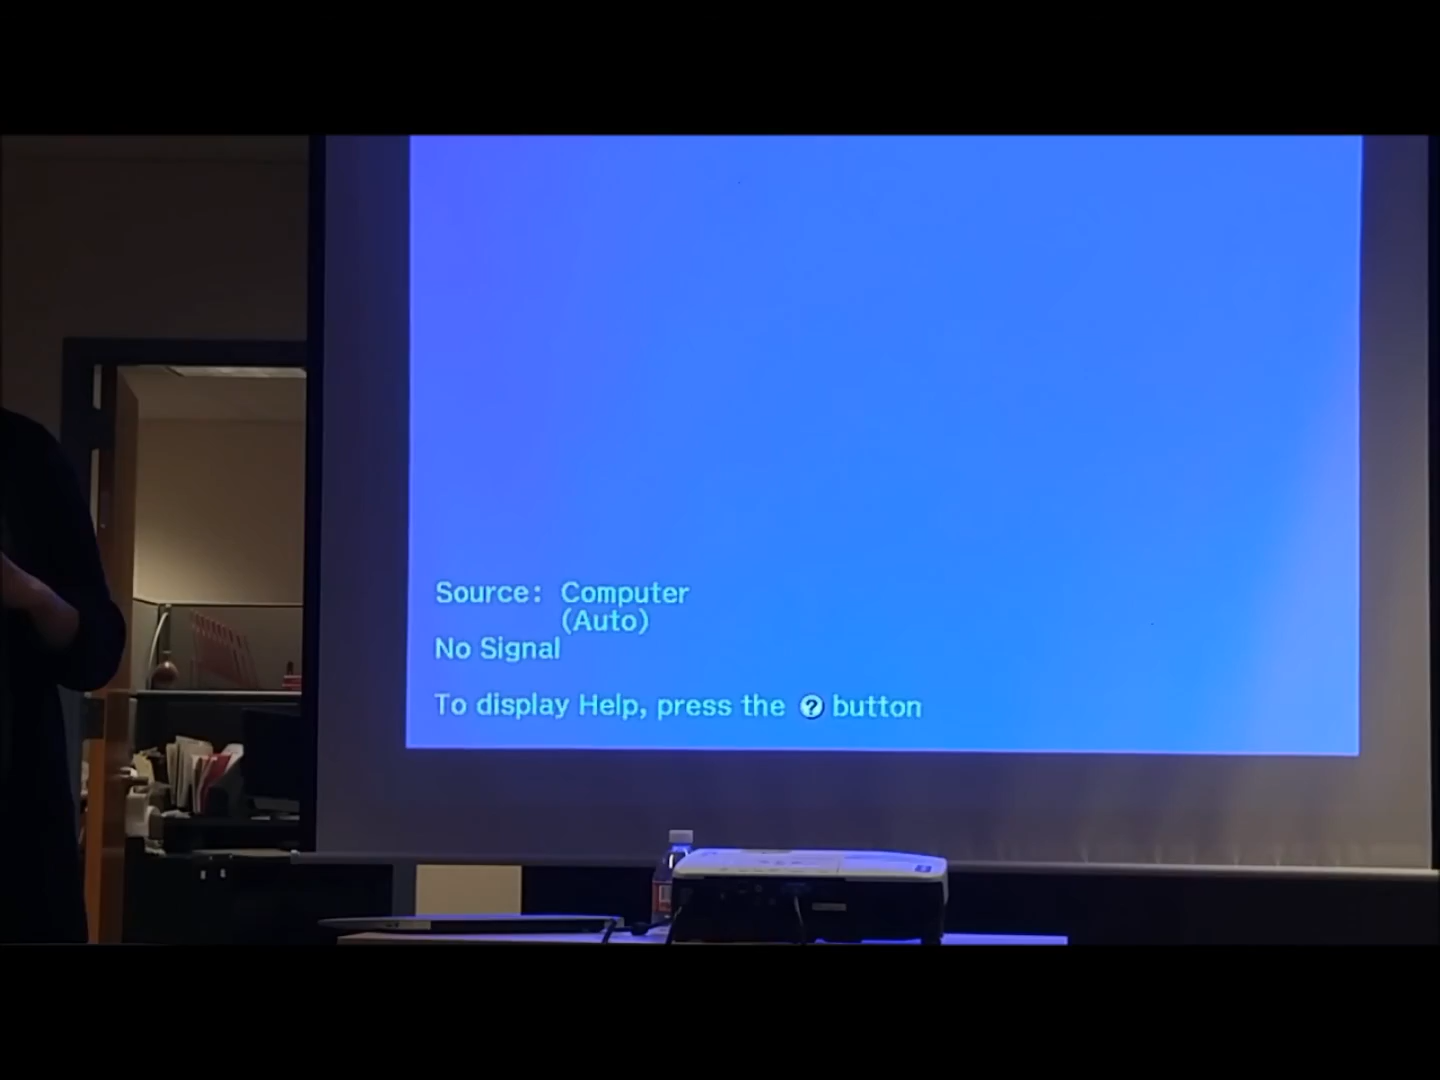 Source: Computer
(Auto)
No Signal
To display Help, press the ? button